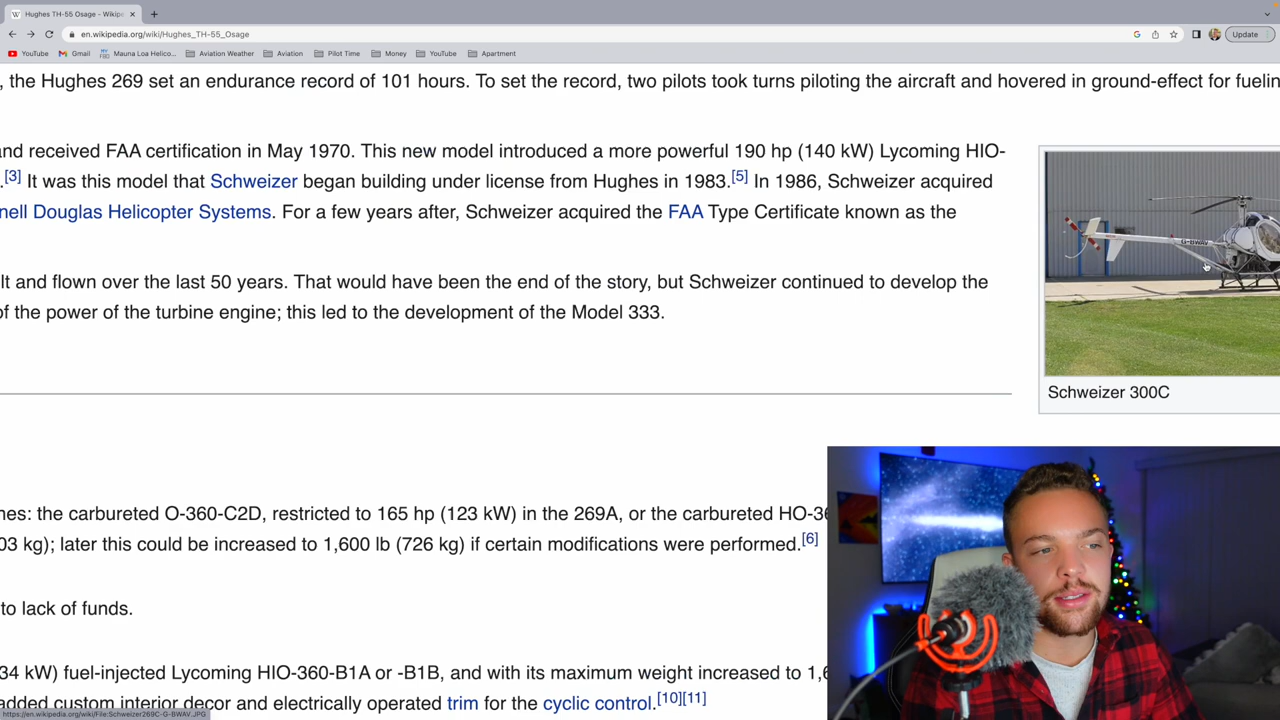 Hughes TH-55 Osage - Wikipe
en.wikipedia.org/wiki/Hughes_TH-55_Osage
Update
YouTube
Gmail
Mauna Loa Helico...
Aviation Weather
Aviation
Pilot Time
Money
YouTube
Apartment
, the Hughes 269 set an endurance record of 101 hours. To set the record, two pilots took turns piloting the aircraft and hovered in ground-effect for fuelin
and received FAA certification in May 1970. This new model introduced a more powerful 190 hp (140 kW) Lycoming HIO-
.[3] It was this model that Schweizer began building under license from Hughes in 1983.[5] In 1986, Schweizer acquired
nell Douglas Helicopter Systems. For a few years after, Schweizer acquired the FAA Type Certificate known as the
lt and flown over the last 50 years. That would have been the end of the story, but Schweizer continued to develop the
of the power of the turbine engine; this led to the development of the Model 333.
G-BWAV
Schweizer 300C
nes: the carbureted O-360-C2D, restricted to 165 hp (123 kW) in the 269A, or the carbureted HO-36
03 kg); later this could be increased to 1,600 lb (726 kg) if certain modifications were performed.[6]
to lack of funds.
34 kW) fuel-injected Lycoming HIO-360-B1A or -B1B, and with its maximum weight increased to 1,6
added custom interior decor and electrically operated trim for the cyclic control.[10][11]
https://en.wikipedia.org/wiki/File:Schweizer269C-G-BWAV.JPG